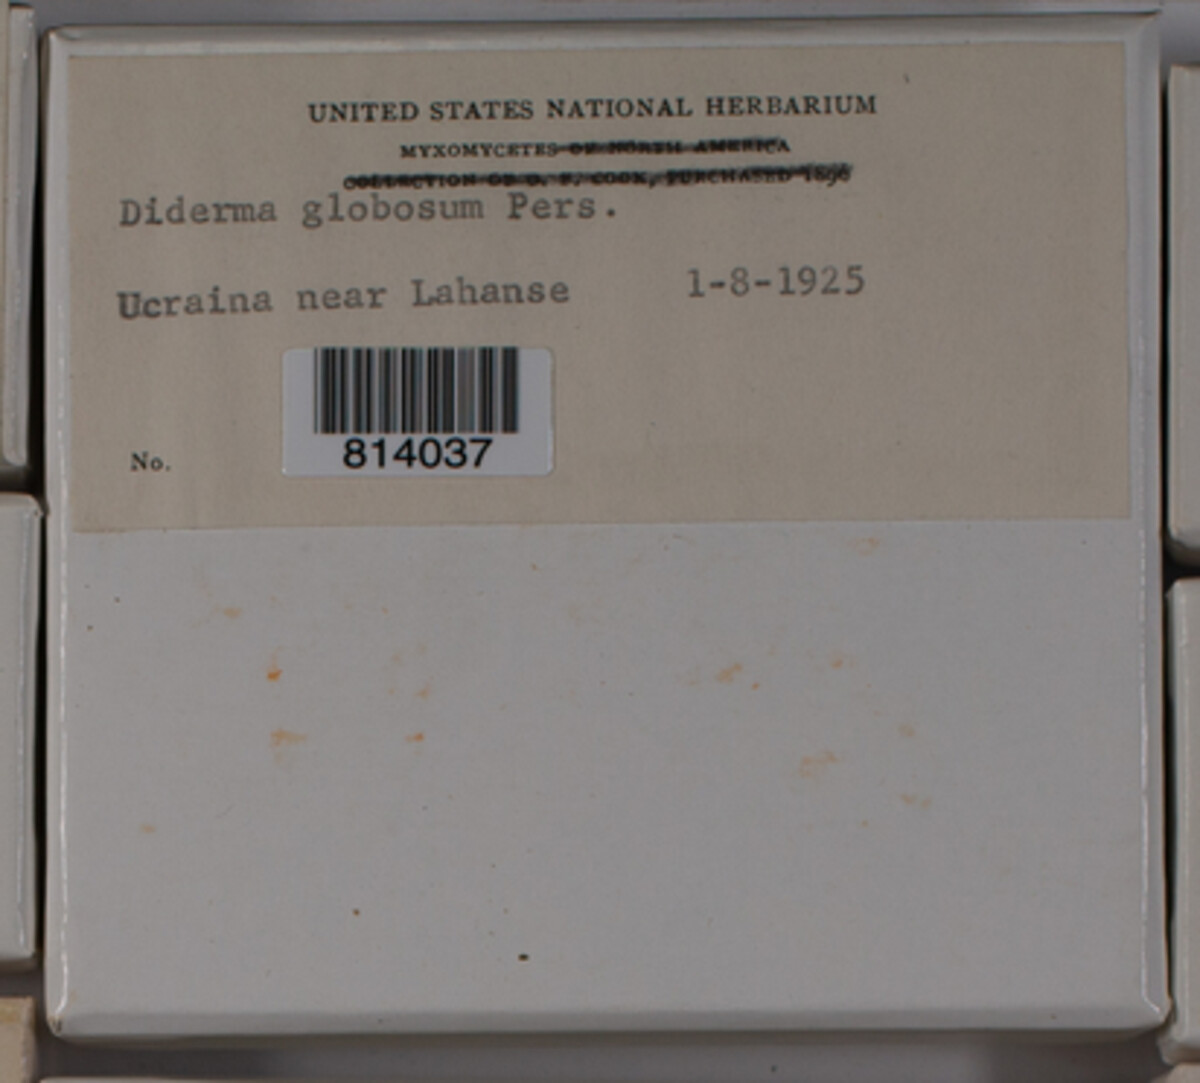 UNITED STATES NATIONAL HERBARIUM
MYXOMYCETES OF NORTH AMERICA
COLLECTION OF O. F. COOK, PURCHASED 1896
Diderma globosum Pers.
Ucraina near Lahanse 1-8-1925
814037
No.